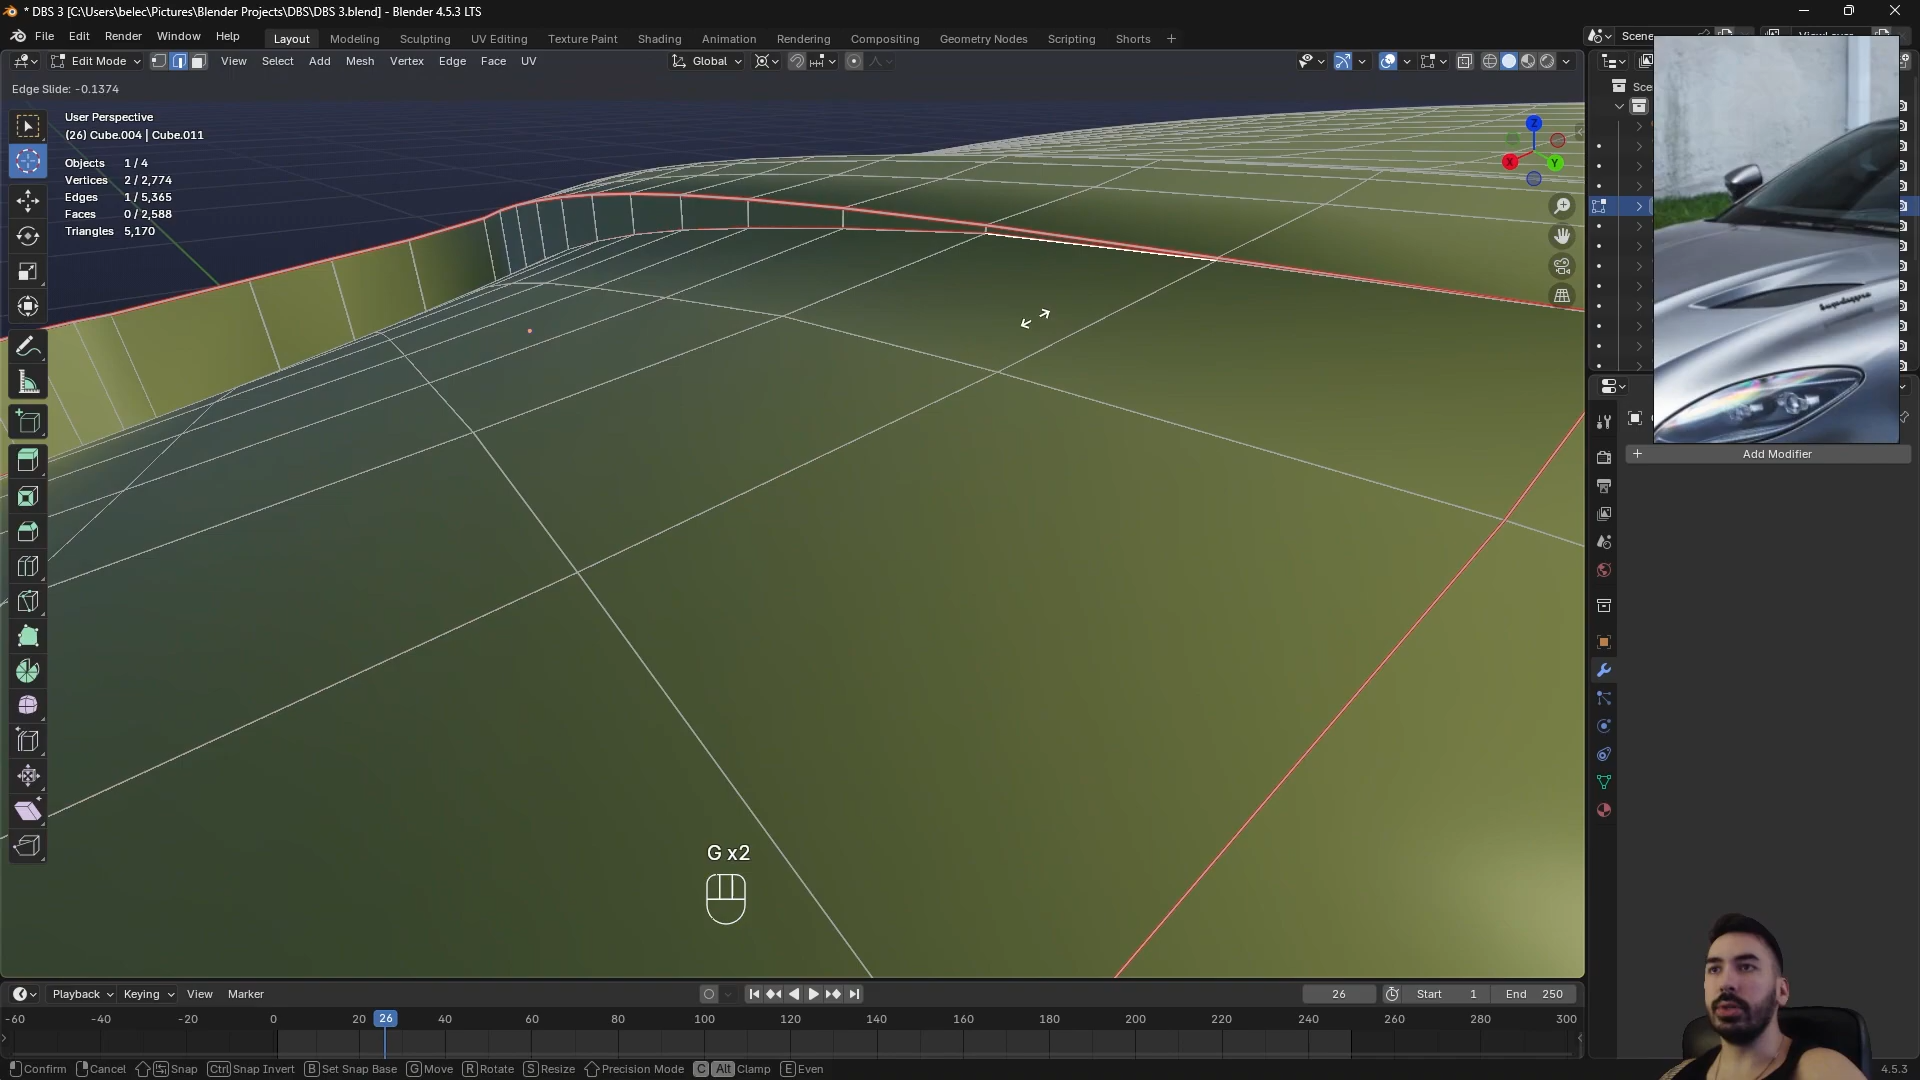 * DBS 3 [C:\Users\belec\Pictures\Blender Projects\DBS\DBS 3.blend] - Blender 4.5.3 LTS
File Edit Render Window Help Layout Modeling Sculpting UV Editing Texture Paint Shading Animation Rendering Compositing Geometry Nodes Scripting Shorts + Scene
Edit Mode View Select Add Mesh Vertex Edge Face UV Global
Edge Slide: -0.1374
User Perspective
(26) Cube.004 | Cube.011
Objects 1 / 4
Vertices 2 / 2,774
Edges 1 / 5,365
Faces 0 / 2,588
Triangles 5,170
Z
X
Y
Add Modifier
G x2
Playback Keying View Marker 26 Start 1 End 250
-60 -40 -20 0 20 26 40 60 80 100 120 140 160 180 200 220 240 260 280 300
Confirm Cancel Snap Ctrl Snap Invert B Set Snap Base G Move R Rotate S Resize Precision Mode C Alt Clamp E Even 4.5.3